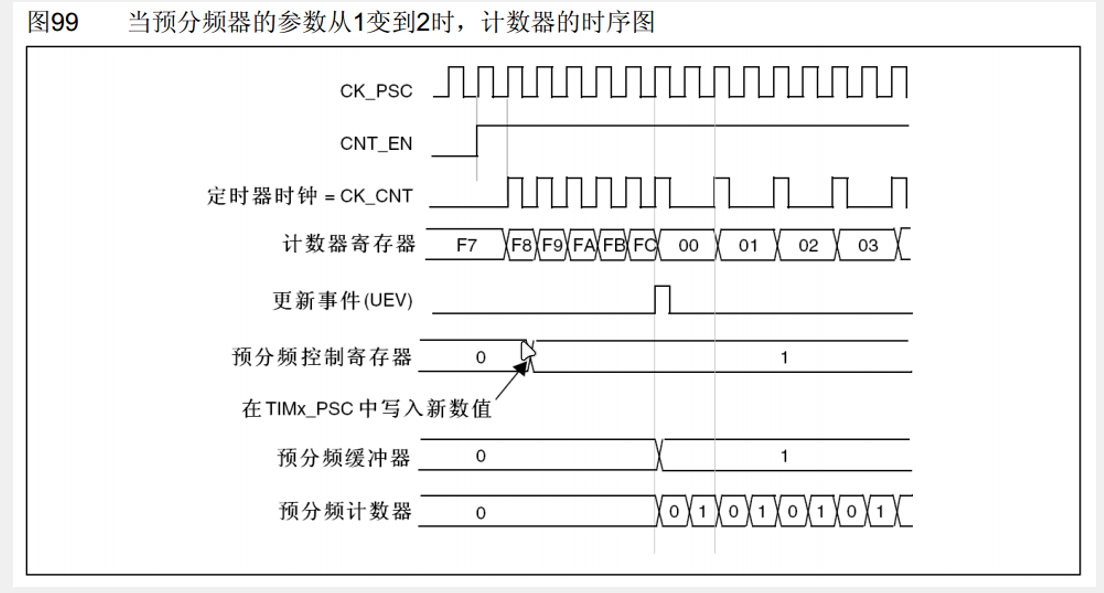 图99 当预分频器的参数从1变到2时，计数器的时序图
CK_PSC
CNT_EN
定时器时钟 = CK_CNT
计数器寄存器 F7 F8 F9 FA FB FC 00 01 02 03
更新事件(UEV)
预分频控制寄存器 0 1
在TIMx_PSC 中写入新数值
预分频缓冲器 0 1
预分频计数器 0 0 1 0 1 0 1 0 1